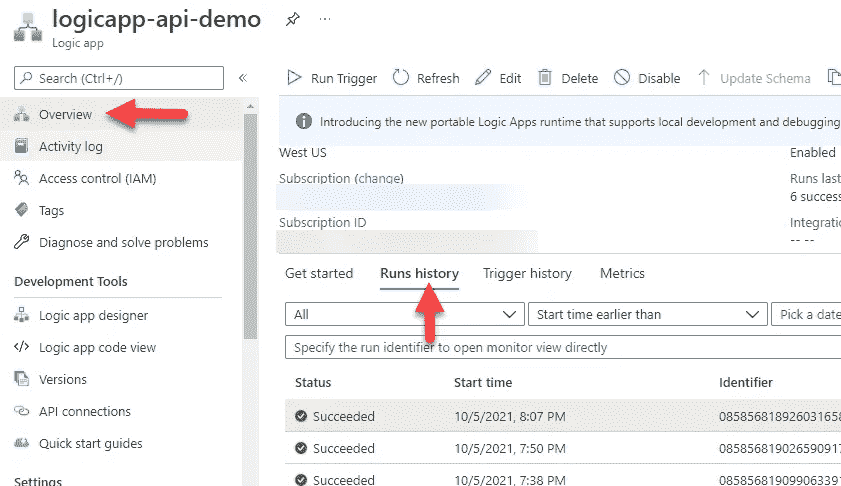 logicapp-api-demo
Logic app
Search (Ctrl+/)
Overview
Activity log
Access control (IAM)
Tags
Diagnose and solve problems
Development Tools
Logic app designer
Logic app code view
Versions
API connections
Quick start guides
Settings
Run Trigger Refresh Edit Delete Disable Update Schema
Introducing the new portable Logic Apps runtime that supports local development and debugging
West US Enabled
Subscription (change) Runs last
6 success
Subscription ID Integration
-- --
Get started Runs history Trigger history Metrics
All Start time earlier than Pick a date
Specify the run identifier to open monitor view directly
Status Start time Identifier
Succeeded 10/5/2021, 8:07 PM
Succeeded 10/5/2021, 7:50 PM
Succeeded 10/5/2021, 7:38 PM